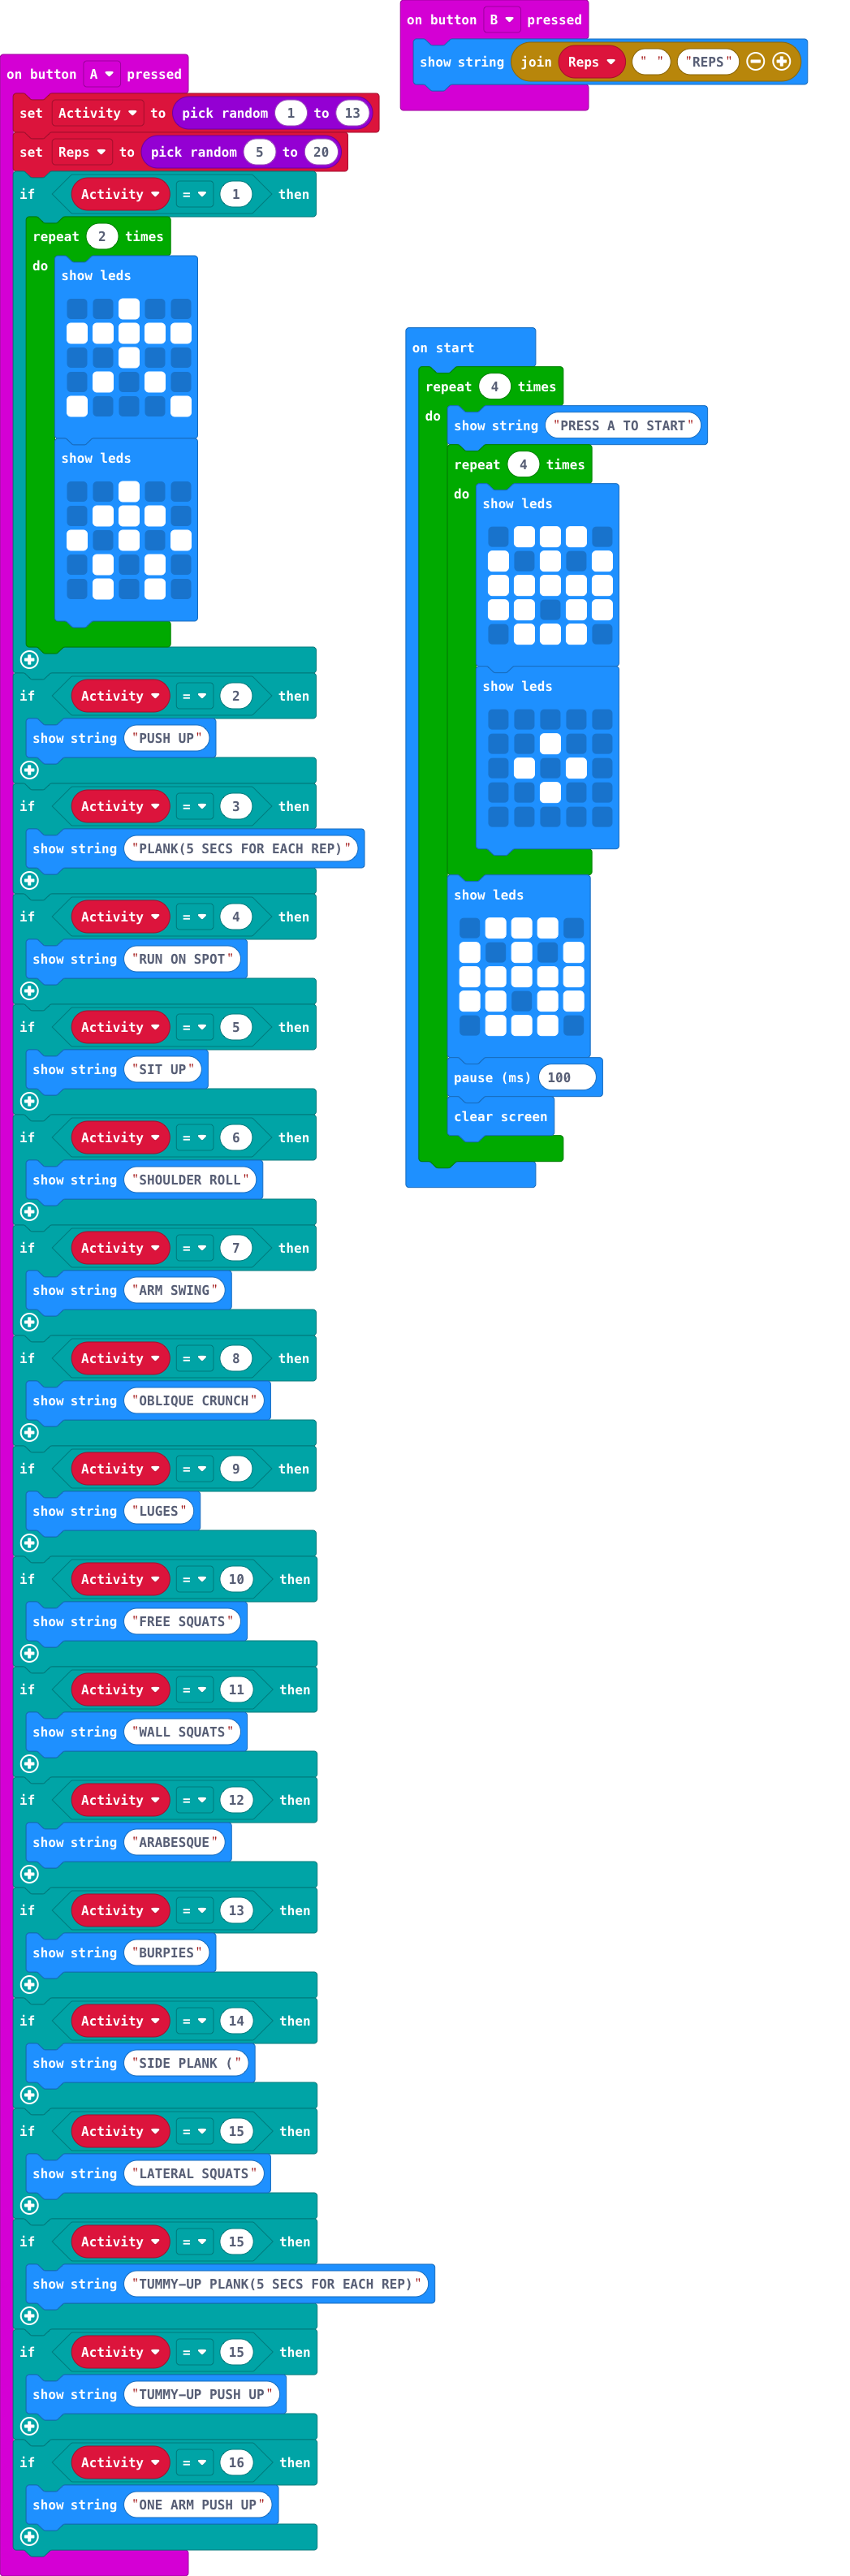 on button A pressed
set Activity to pick random 1 to 13
set Reps to pick random 5 to 20
if Activity = 1 then
repeat 2 times
do
show leds
show leds
if Activity = 2 then
show string "PUSH UP"
if Activity = 3 then
show string "PLANK(5 SECS FOR EACH REP)"
if Activity = 4 then
show string "RUN ON SPOT"
if Activity = 5 then
show string "SIT UP"
if Activity = 6 then
show string "SHOULDER ROLL"
if Activity = 7 then
show string "ARM SWING"
if Activity = 8 then
show string "OBLIQUE CRUNCH"
if Activity = 9 then
show string "LUGES"
if Activity = 10 then
show string "FREE SQUATS"
if Activity = 11 then
show string "WALL SQUATS"
if Activity = 12 then
show string "ARABESQUE"
if Activity = 13 then
show string "BURPIES"
if Activity = 14 then
show string "SIDE PLANK ("
if Activity = 15 then
show string "LATERAL SQUATS"
if Activity = 15 then
show string "TUMMY-UP PLANK(5 SECS FOR EACH REP)"
if Activity = 15 then
show string "TUMMY-UP PUSH UP"
if Activity = 16 then
show string "ONE ARM PUSH UP"
on button B pressed
show string join Reps " " "REPS"
on start
repeat 4 times
do
show string "PRESS A TO START"
repeat 4 times
do
show leds
show leds
show leds
pause (ms) 100
clear screen